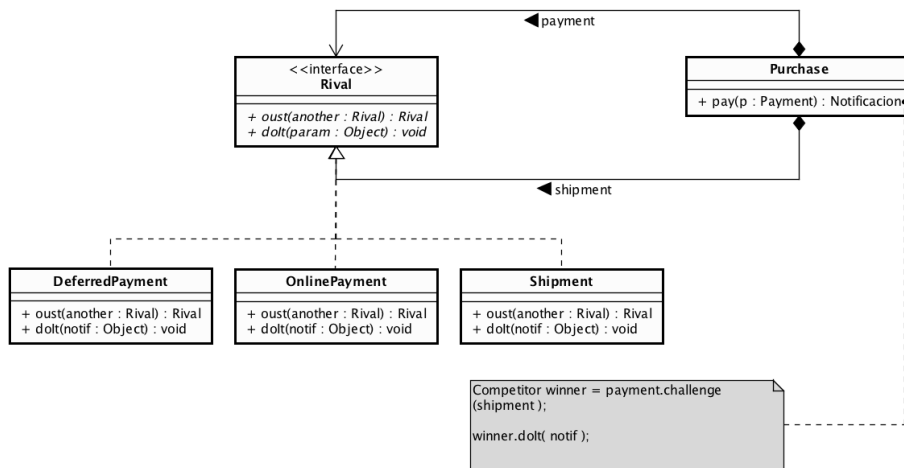 payment
<<interface>>
Rival
+ oust(another : Rival) : Rival
+ doIt(param : Object) : void
Purchase
+ pay(p : Payment) : Notificacion
shipment
DeferredPayment
+ oust(another : Rival) : Rival
+ doIt(notif : Object) : void
OnlinePayment
+ oust(another : Rival) : Rival
+ doIt(notif : Object) : void
Shipment
+ oust(another : Rival) : Rival
+ doIt(notif : Object) : void
Competitor winner = payment.challenge
(shipment );
winner.doIt( notif );